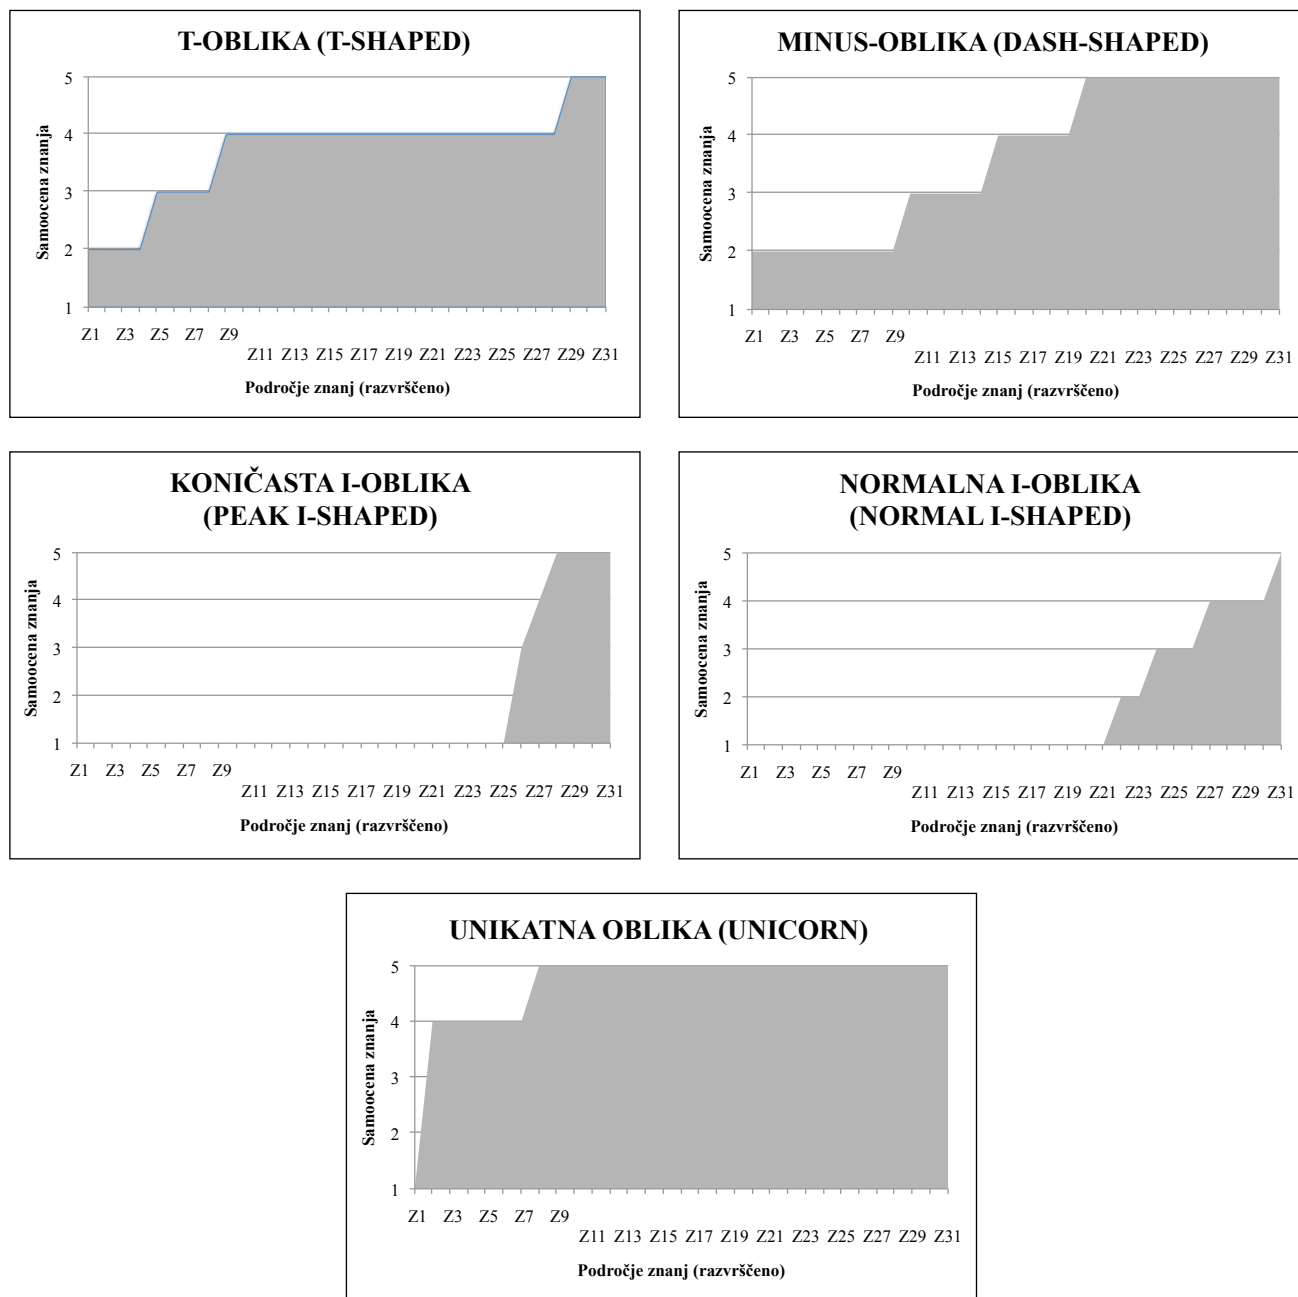 T-OBLIKA (T-SHAPED)
5
4
3
2
1
Samoocena znanja
Z1 Z3 Z5 Z7 Z9
Z11 Z13 Z15 Z17 Z19 Z21 Z23 Z25 Z27 Z29 Z31
Področje znanj (razvrščeno)
MINUS-OBLIKA (DASH-SHAPED)
5
4
3
2
1
Samoocena znanja
Z1 Z3 Z5 Z7 Z9
Z11 Z13 Z15 Z17 Z19 Z21 Z23 Z25 Z27 Z29 Z31
Področje znanj (razvrščeno)
KONIČASTA I-OBLIKA
(PEAK I-SHAPED)
5
4
3
2
1
Samoocena znanja
Z1 Z3 Z5 Z7 Z9
Z11 Z13 Z15 Z17 Z19 Z21 Z23 Z25 Z27 Z29 Z31
Področje znanj (razvrščeno)
NORMALNA I-OBLIKA
(NORMAL I-SHAPED)
5
4
3
2
1
Samoocena znanja
Z1 Z3 Z5 Z7 Z9
Z11 Z13 Z15 Z17 Z19 Z21 Z23 Z25 Z27 Z29 Z31
Področje znanj (razvrščeno)
UNIKATNA OBLIKA (UNICORN)
5
4
3
2
1
Samoocena znanja
Z1 Z3 Z5 Z7 Z9
Z11 Z13 Z15 Z17 Z19 Z21 Z23 Z25 Z27 Z29 Z31
Področje znanj (razvrščeno)